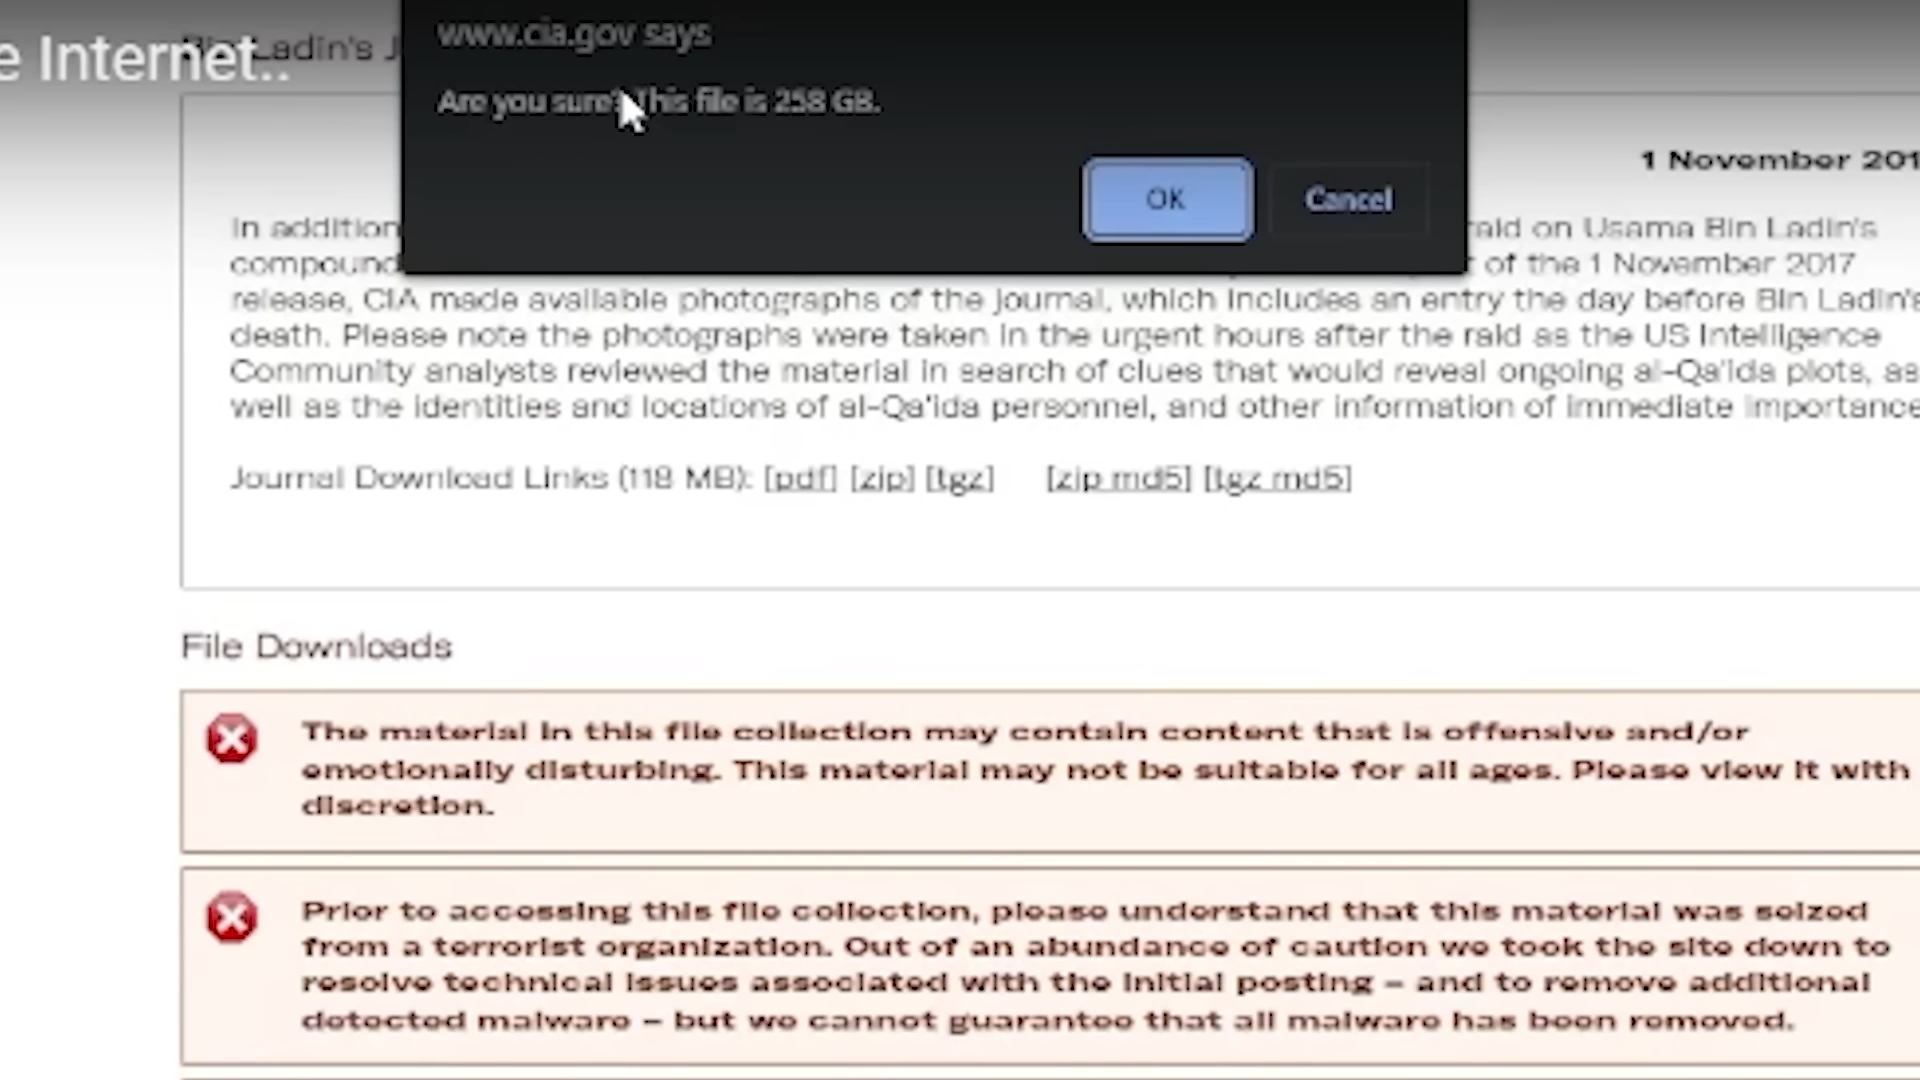 e Internet..
Bin Ladin's J
www.cia.gov says
Are you sure? This file is 258 GB.
OK
Cancel
1 November 201
In addition
raid on Usama Bin Ladin's
compound
of the 1 November 2017
release, CIA made available photographs of the journal, which includes an entry the day before Bin Ladin's
death. Please note the photographs were taken in the urgent hours after the raid as the US Intelligence
Community analysts reviewed the material in search of clues that would reveal ongoing al-Qa'ida plots, as
well as the identities and locations of al-Qa'ida personnel, and other information of immediate importance
Journal Download Links (118 MB): [pdf] [zip] [tgz] [zip md5] [tgz md5]
File Downloads
The material in this file collection may contain content that is offensive and/or
emotionally disturbing. This material may not be suitable for all ages. Please view it with
discretion.
Prior to accessing this file collection, please understand that this material was seized
from a terrorist organization. Out of an abundance of caution we took the site down to
resolve technical issues associated with the initial posting – and to remove additional
detected malware – but we cannot guarantee that all malware has been removed.